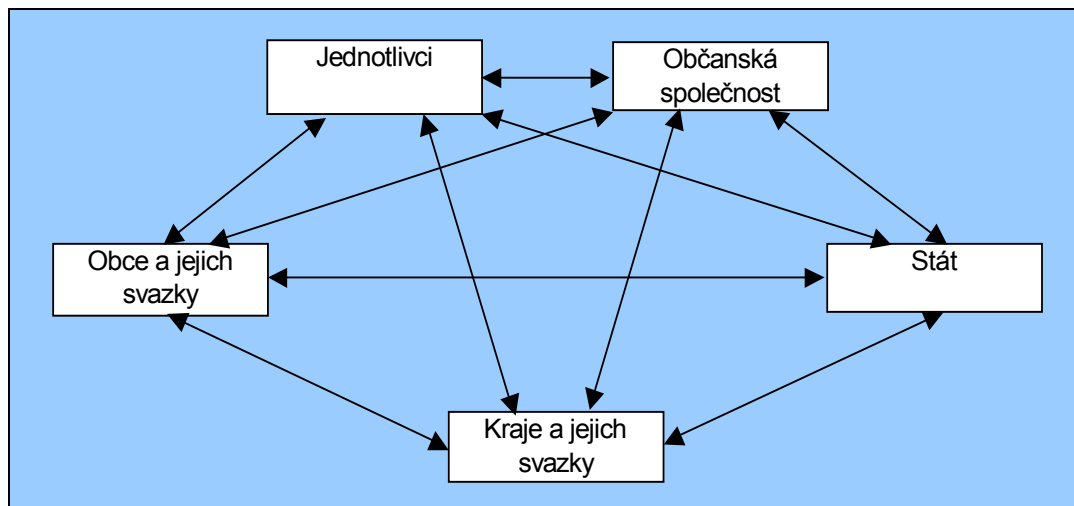 Jednotlivci
Občanská
společnost
Obce a jejich
svazky
Stát
Kraje a jejich
svazky